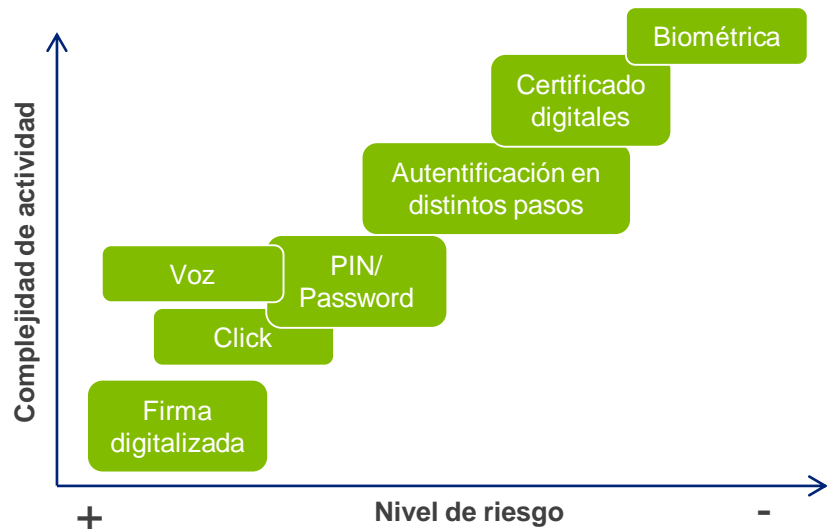 Complejidad de actividad
Biométrica
Certificado
digitales
Autentificación en
distintos pasos
Voz
PIN/
Password
Click
Firma
digitalizada
+
Nivel de riesgo
-